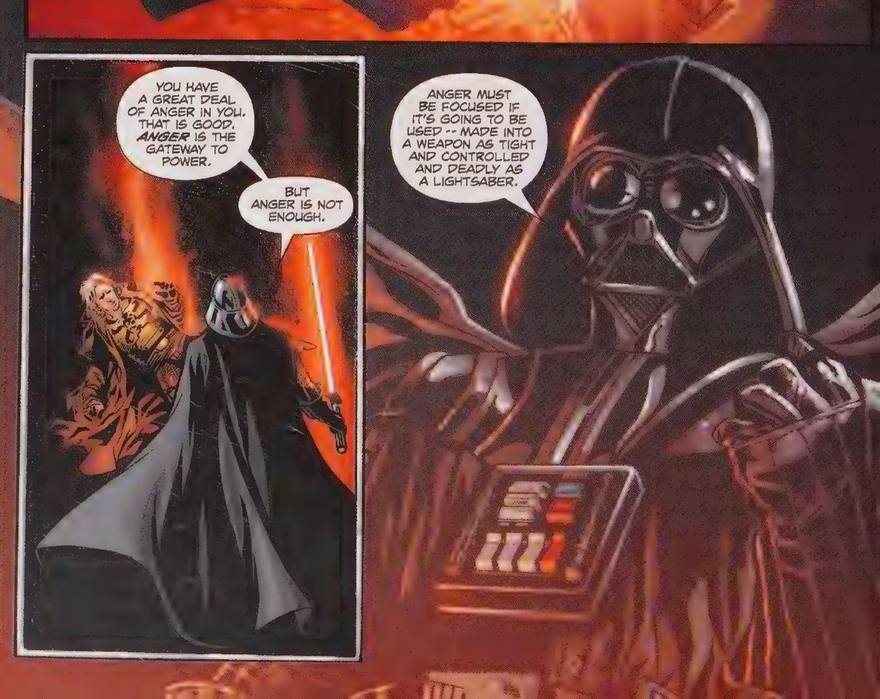 YOU HAVE
A GREAT DEAL
OF ANGER IN YOU.
THAT IS GOOD.
ANGER IS THE
GATEWAY TO
POWER.
BUT
ANGER IS NOT
ENOUGH.
ANGER MUST
BE FOCUSED IF
IT'S GOING TO BE
USED -- MADE INTO
A WEAPON AS TIGHT
AND CONTROLLED
AND DEADLY AS
A LIGHTSABER.